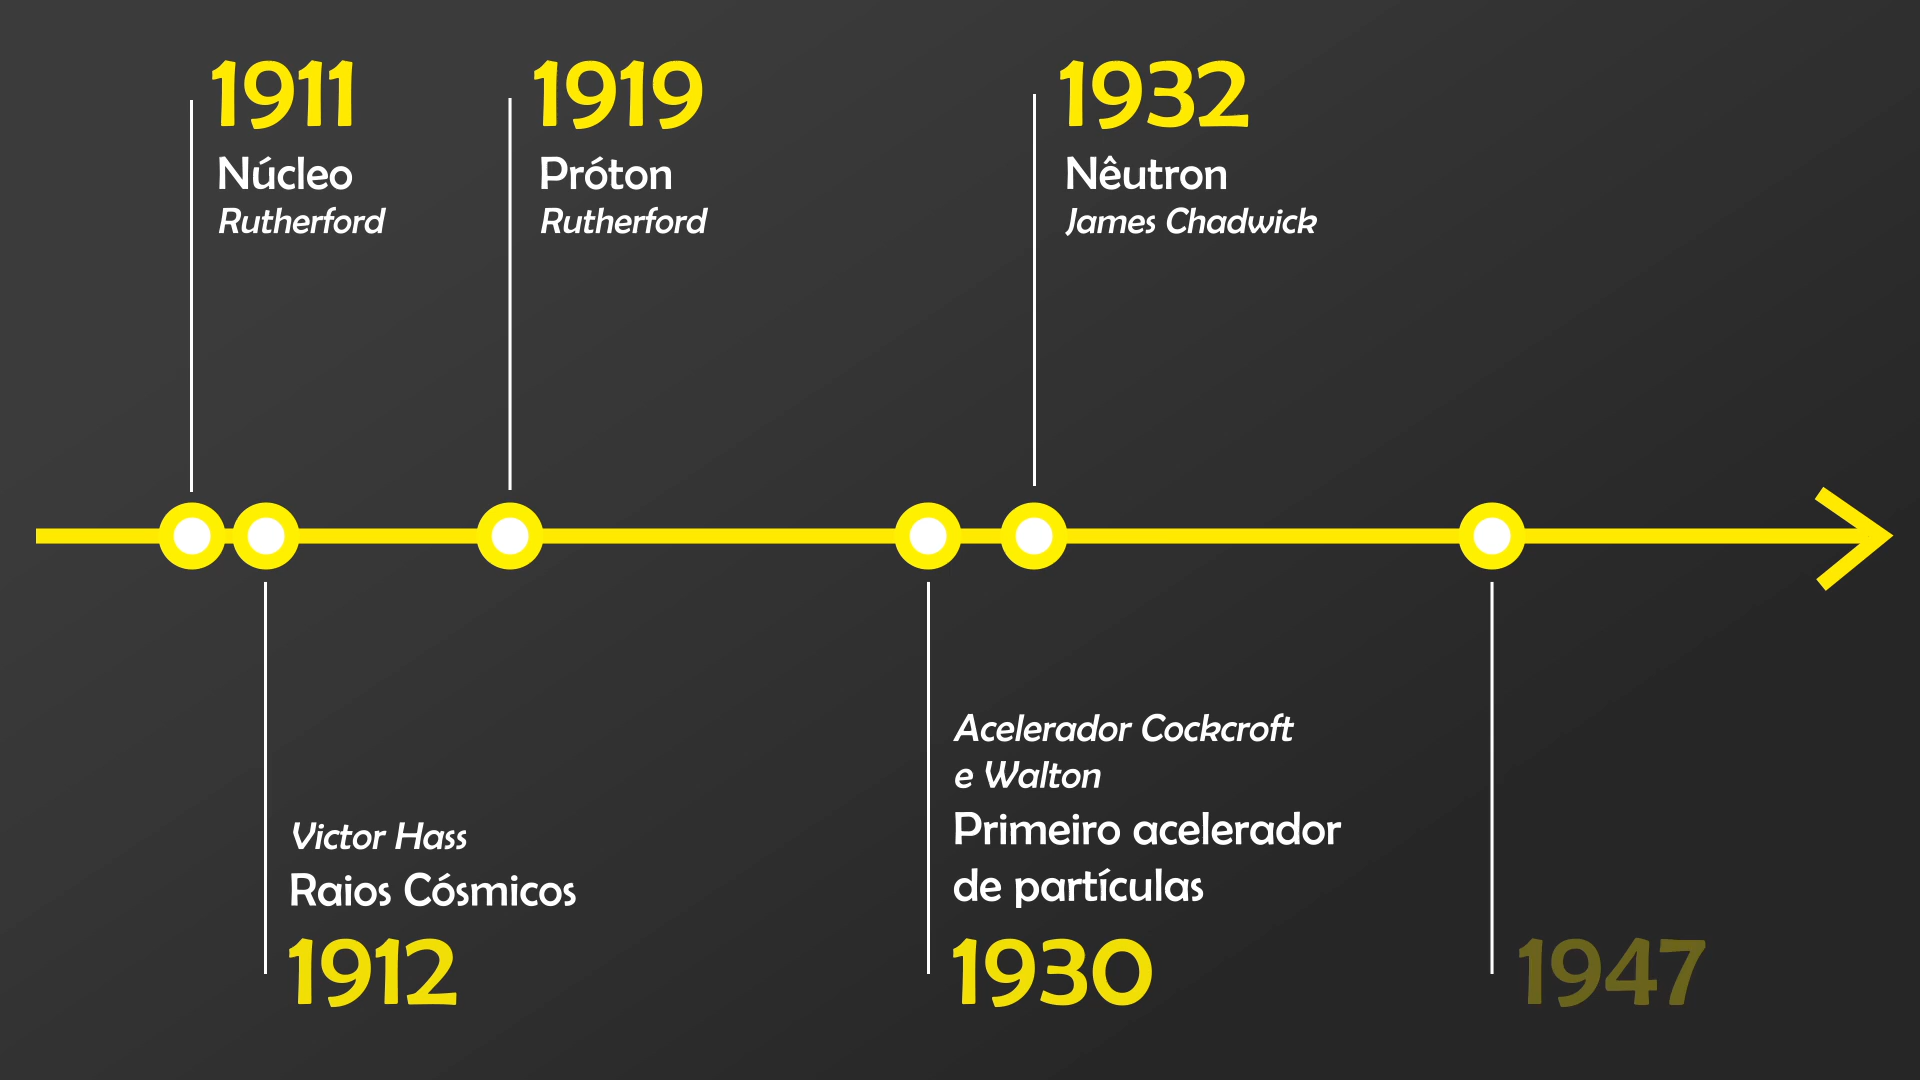 1911
Núcleo
Rutherford
1919
Próton
Rutherford
1932
Nêutron
James Chadwick
Victor Hass
Raios Cósmicos
1912
Acelerador Cockcroft
e Walton
Primeiro acelerador
de partículas
1930
1947